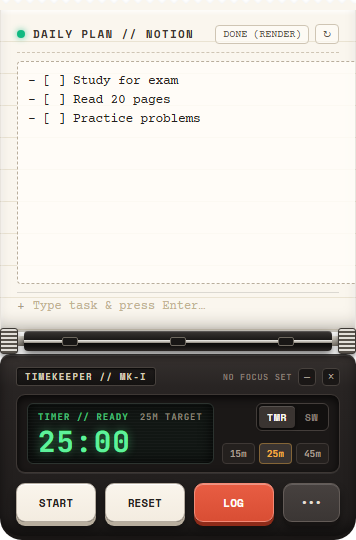 DAILY PLAN // NOTION DONE (RENDER) ↻
- [ ] Study for exam
- [ ] Read 20 pages
- [ ] Practice problems
+ Type task & press Enter…
TIMEKEEPER // MK-I NO FOCUS SET – ×
TIMER // READY 25M TARGET
25:00
TMR SW
15m 25m 45m
START RESET LOG •••